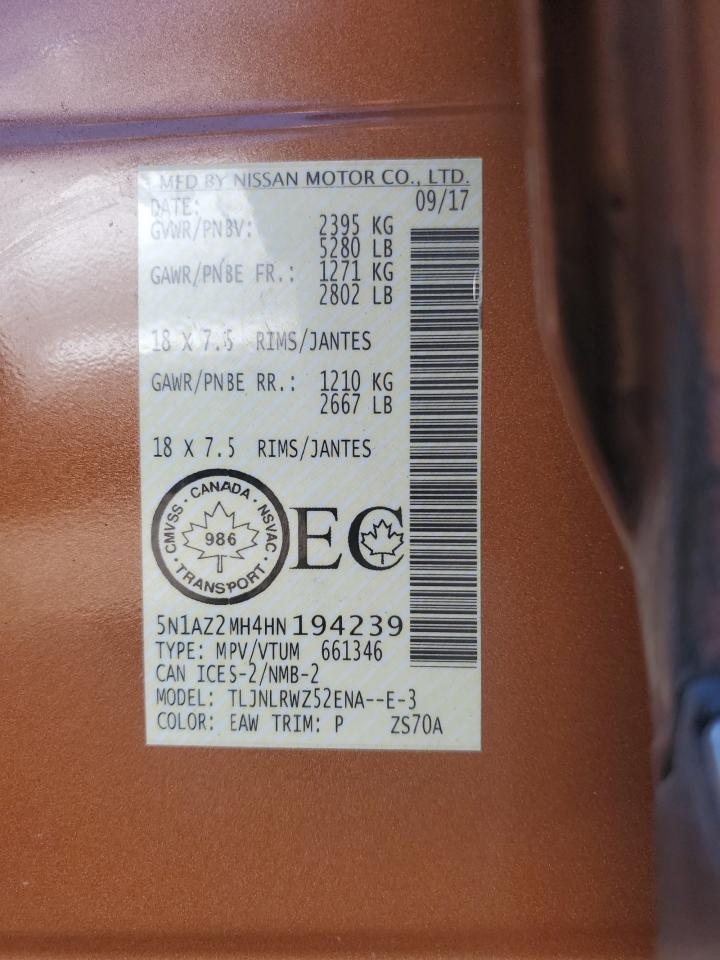 MFD BY NISSAN MOTOR CO., LTD.
DATE: 09/17
GVWR/PNBV: 2395 KG
5280 LB
GAWR/PNBE FR.: 1271 KG
2802 LB
18 X 7.5 RIMS/JANTES
GAWR/PNBE RR.: 1210 KG
2667 LB
18 X 7.5 RIMS/JANTES
CMVSS · CANADA · NSVAC · TRANSPORT ·
986
EC
5N1AZ2MH4HN194239
TYPE: MPV/VTUM 661346
CAN ICES-2/NMB-2
MODEL: TLJNLRWZ52ENA--E-3
COLOR: EAW TRIM: P ZS70A